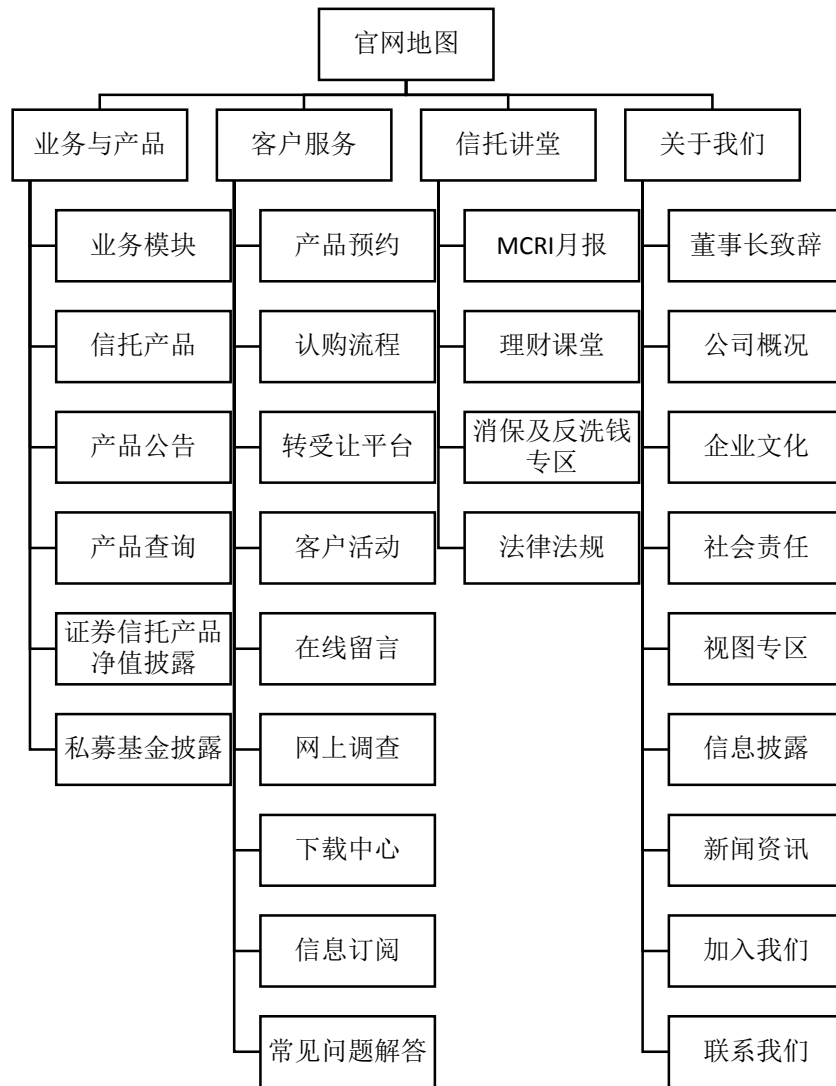 官网地图
业务与产品
客户服务
信托讲堂
关于我们
业务模块
信托产品
产品公告
产品查询
证券信托产品
净值披露
私募基金披露
产品预约
认购流程
转受让平台
客户活动
在线留言
网上调查
下载中心
信息订阅
常见问题解答
MCRI月报
理财课堂
消保及反洗钱
专区
法律法规
董事长致辞
公司概况
企业文化
社会责任
视图专区
信息披露
新闻资讯
加入我们
联系我们